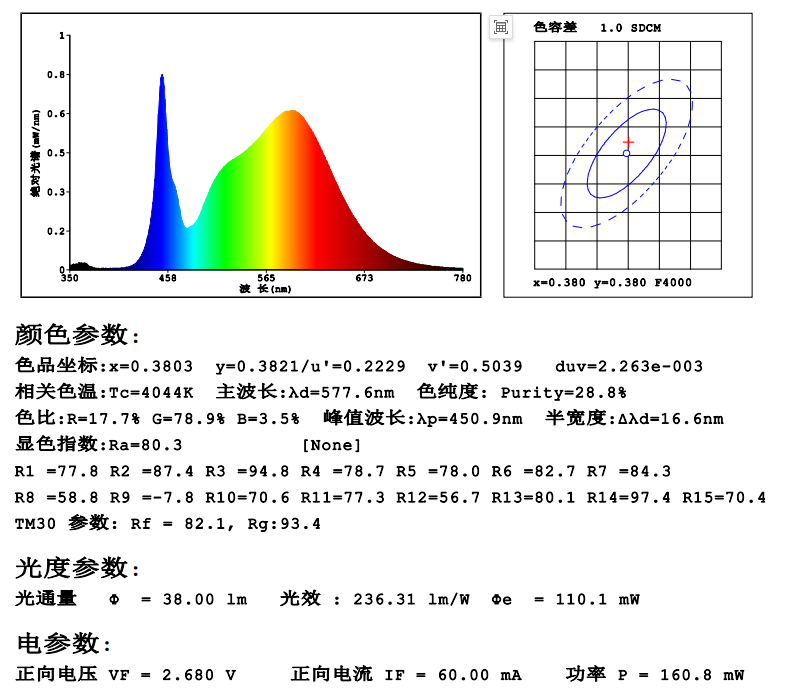 色容差 1.0 SDCM
1
0.8
0.6
0.5
0.3
0.2
0
绝对光谱(mW/nm)
350 458 565 673 780
波 长(nm)
x=0.380 y=0.380 F4000
颜色参数:
色品坐标:x=0.3803 y=0.3821/u'=0.2229 v'=0.5039 duv=2.263e-003
相关色温:Tc=4044K 主波长:λd=577.6nm 色纯度: Purity=28.8%
色比:R=17.7% G=78.9% B=3.5% 峰值波长:λp=450.9nm 半宽度:Δλd=16.6nm
显色指数:Ra=80.3 [None]
R1 =77.8 R2 =87.4 R3 =94.8 R4 =78.7 R5 =78.0 R6 =82.7 R7 =84.3
R8 =58.8 R9 =-7.8 R10=70.6 R11=77.3 R12=56.7 R13=80.1 R14=97.4 R15=70.4
TM30 参数: Rf = 82.1, Rg:93.4
光度参数:
光通量 Φ = 38.00 lm 光效 : 236.31 lm/W Φe = 110.1 mW
电参数:
正向电压 VF = 2.680 V 正向电流 IF = 60.00 mA 功率 P = 160.8 mW